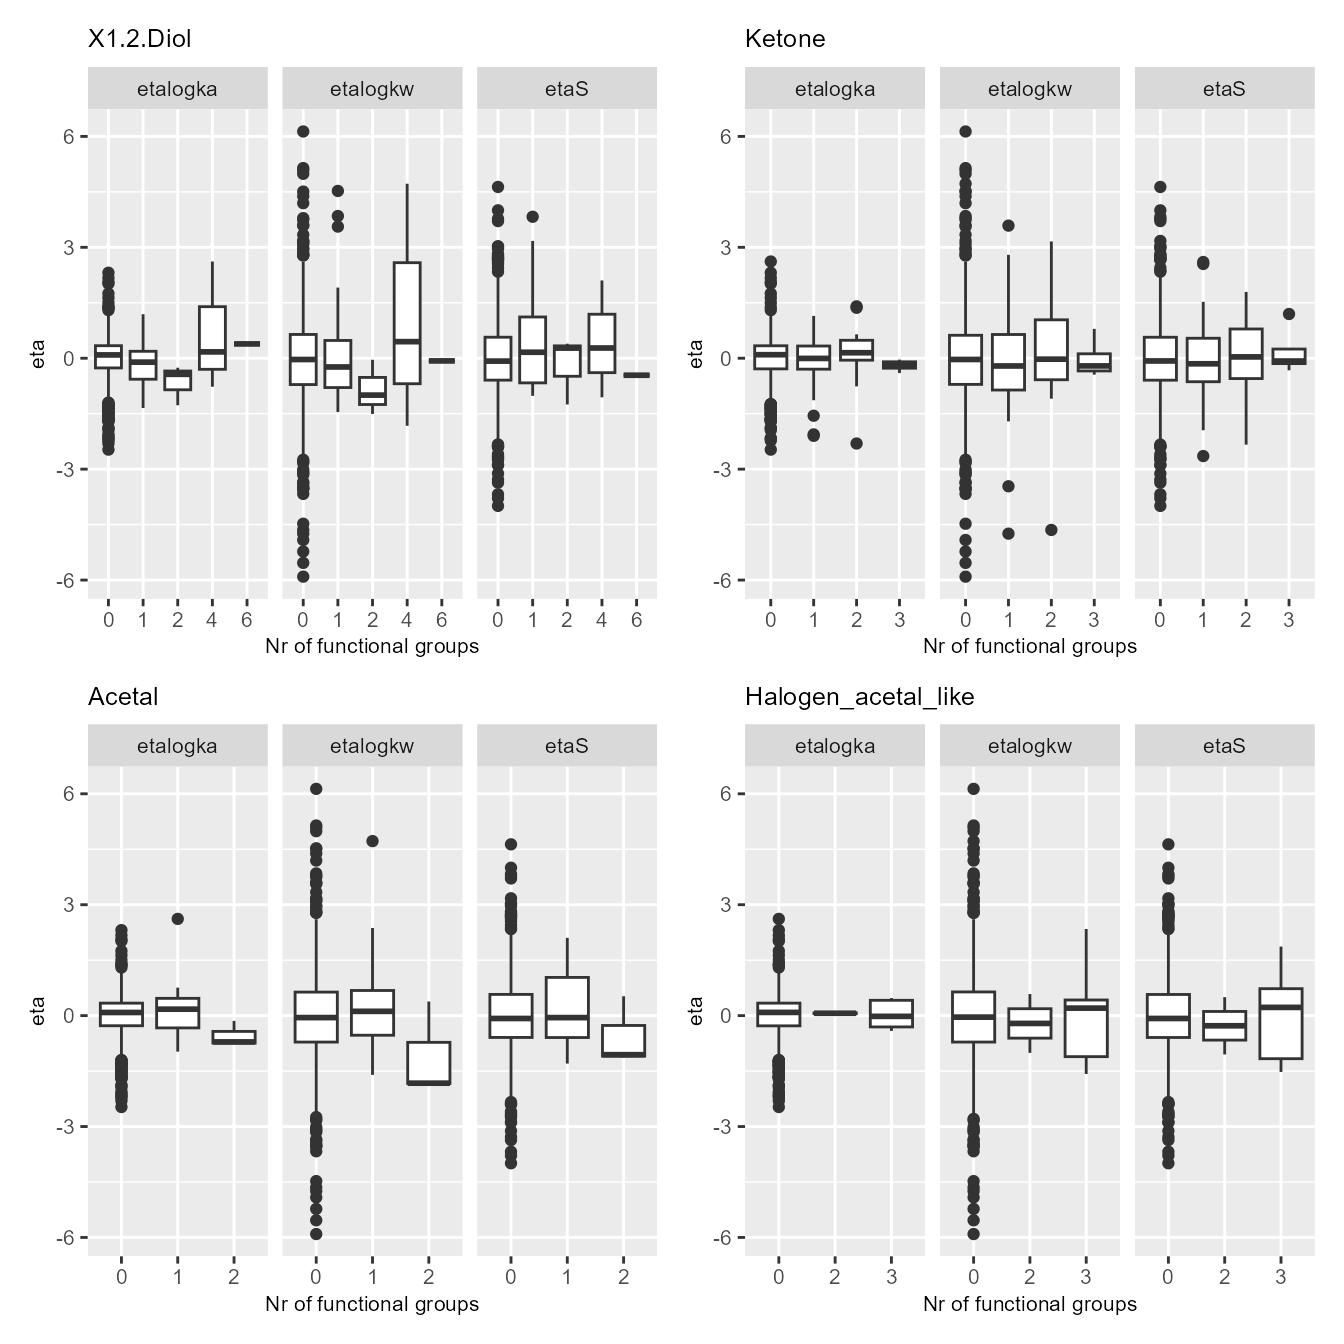 X1.2.Diol
etalogka etalogkw etaS
eta
6
3
0
-3
-6
0 1 2 4 6 0 1 2 4 6 0 1 2 4 6
Nr of functional groups
Ketone
etalogka etalogkw etaS
eta
6
3
0
-3
-6
0 1 2 3 0 1 2 3 0 1 2 3
Nr of functional groups
Acetal
etalogka etalogkw etaS
eta
6
3
0
-3
-6
0 1 2 0 1 2 0 1 2
Nr of functional groups
Halogen_acetal_like
etalogka etalogkw etaS
eta
6
3
0
-3
-6
0 2 3 0 2 3 0 2 3
Nr of functional groups